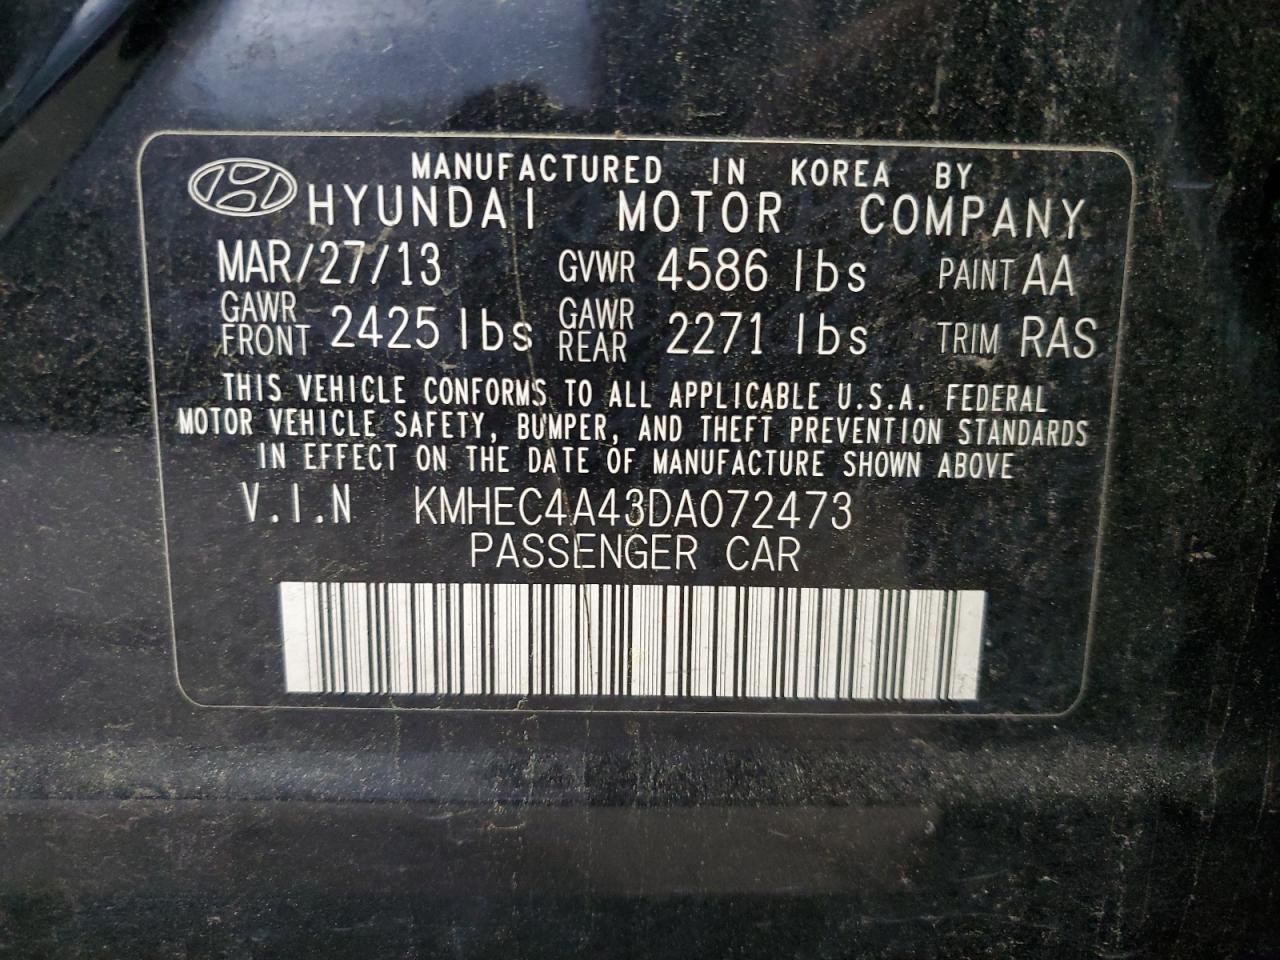 MANUFACTURED IN KOREA BY
HYUNDAI MOTOR COMPANY
MAR/27/13 GVWR 4586 lbs PAINT AA
GAWR FRONT 2425 lbs GAWR REAR 2271 lbs TRIM RAS
THIS VEHICLE CONFORMS TO ALL APPLICABLE U.S.A. FEDERAL
MOTOR VEHICLE SAFETY, BUMPER, AND THEFT PREVENTION STANDARDS
IN EFFECT ON THE DATE OF MANUFACTURE SHOWN ABOVE
V.I.N KMHEC4A43DA072473
PASSENGER CAR